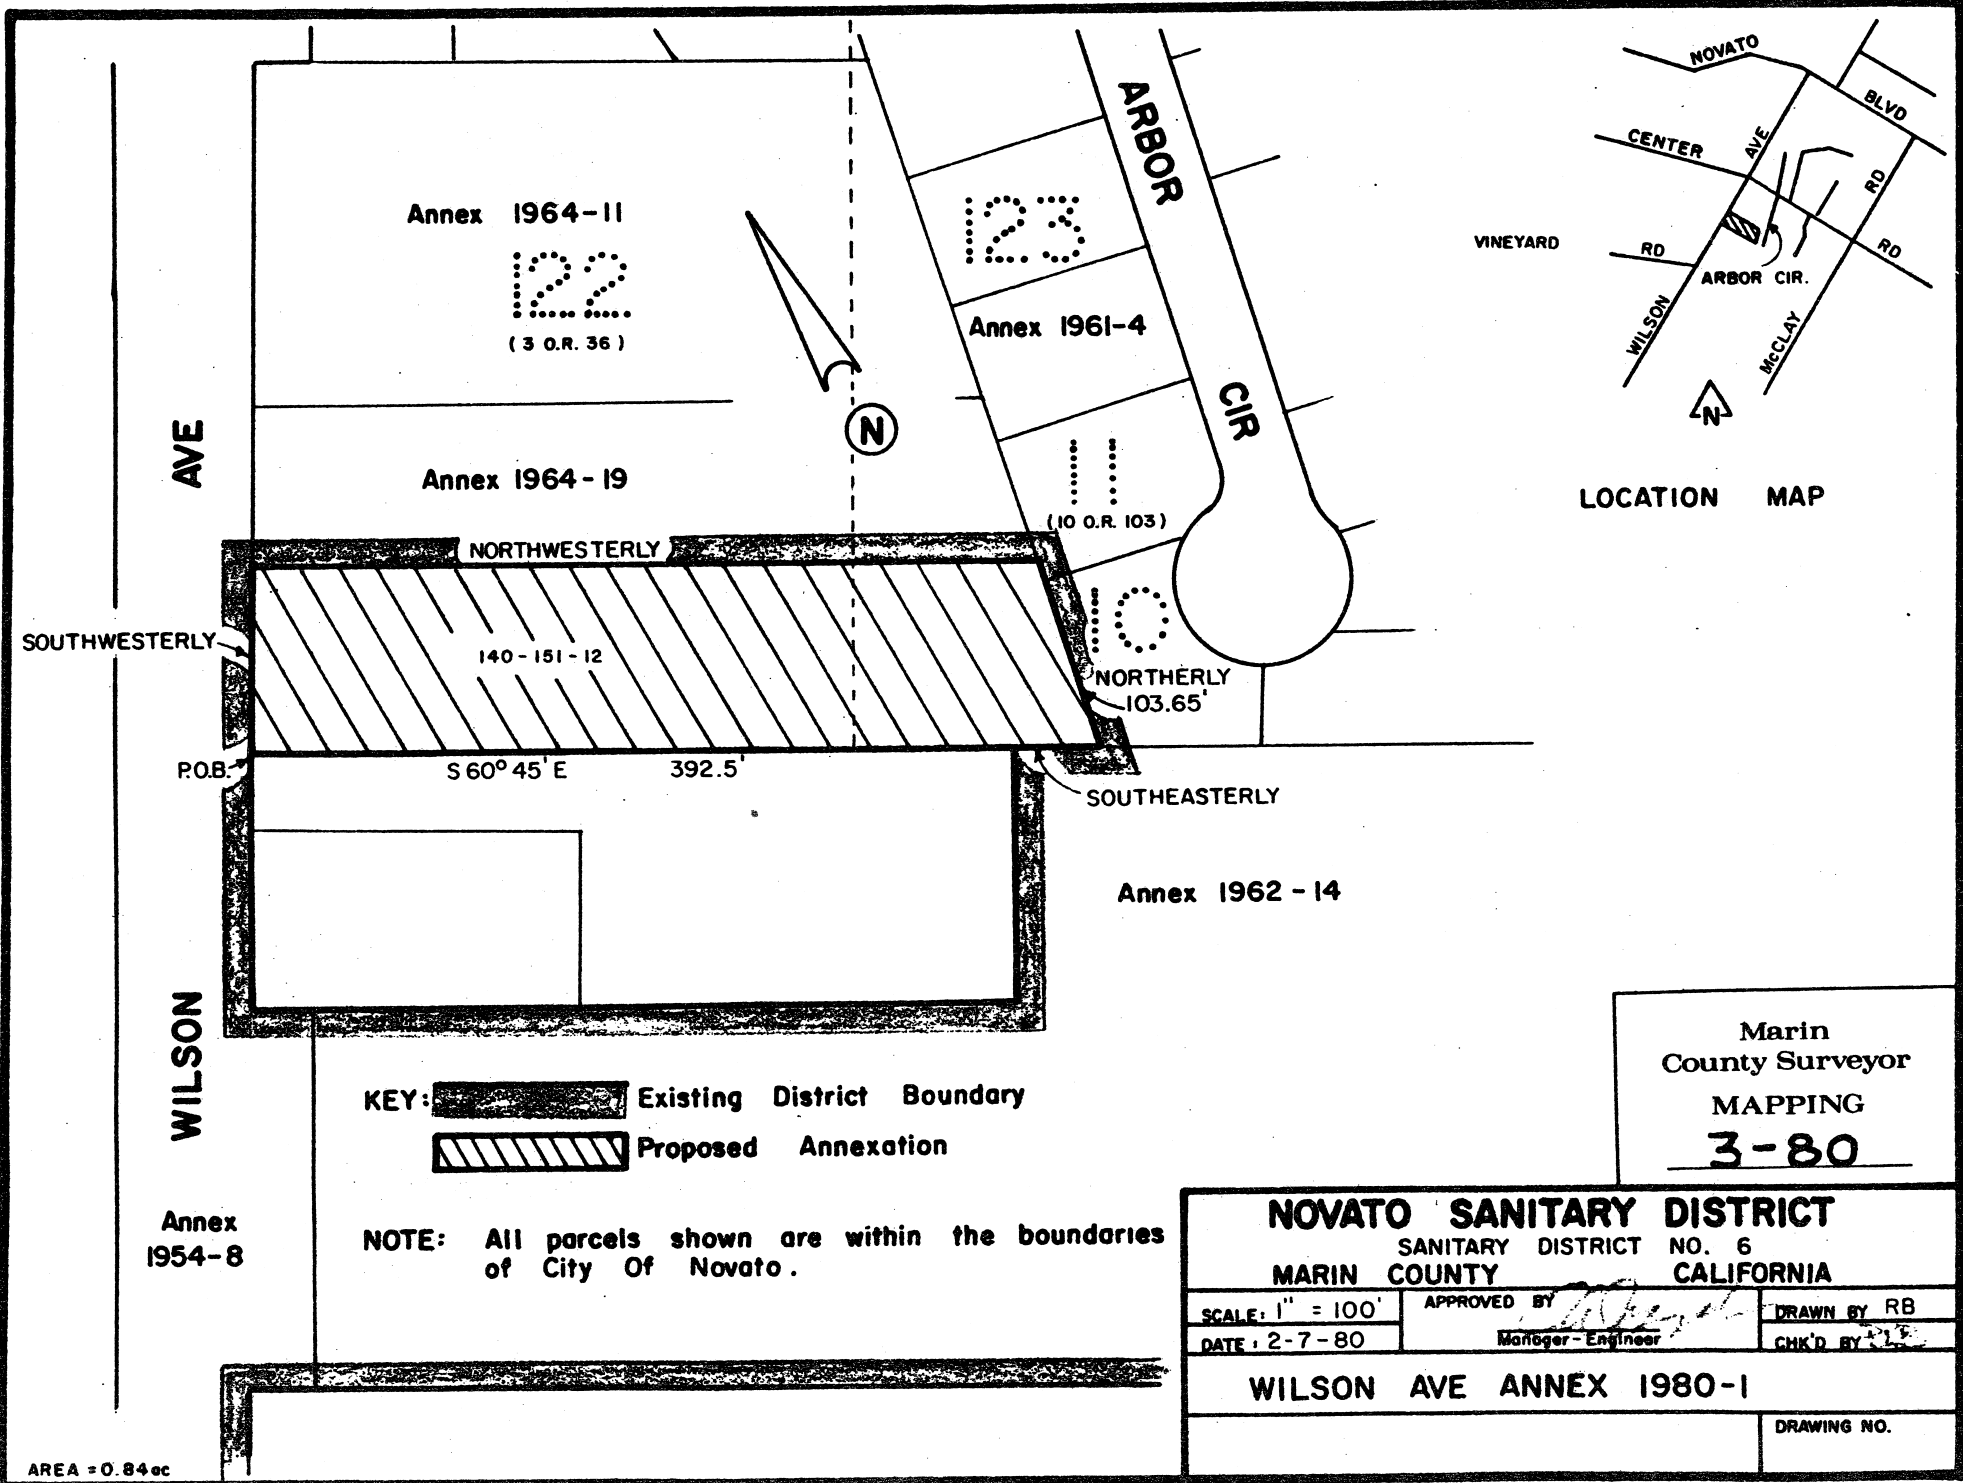 NOVATO
BLVD
CENTER
AVE
RD
VINEYARD
RD
RD
ARBOR CIR.
WILSON
McCLAY
N
LOCATION MAP
ARBOR
CIR
Annex 1964-11
122
(3 O.R. 36)
123
Annex 1961-4
N
AVE
Annex 1964-19
11
(10 O.R. 103)
NORTHWESTERLY
10
SOUTHWESTERLY
140-151-12
NORTHERLY
103.65'
P.O.B.
S 60° 45' E 392.5'
SOUTHEASTERLY
Annex 1962-14
WILSON
KEY: Existing District Boundary
Proposed Annexation
Annex
1954-8
NOTE: All parcels shown are within the boundaries
of City Of Novato.
AREA = 0.84ac
Marin
County Surveyor
MAPPING
3-80
NOVATO SANITARY DISTRICT
SANITARY DISTRICT NO. 6
MARIN COUNTY CALIFORNIA
SCALE: 1" = 100'
APPROVED BY
DRAWN BY RB
DATE: 2-7-80
Manager-Engineer
CHK'D BY
WILSON AVE ANNEX 1980-1
DRAWING NO.